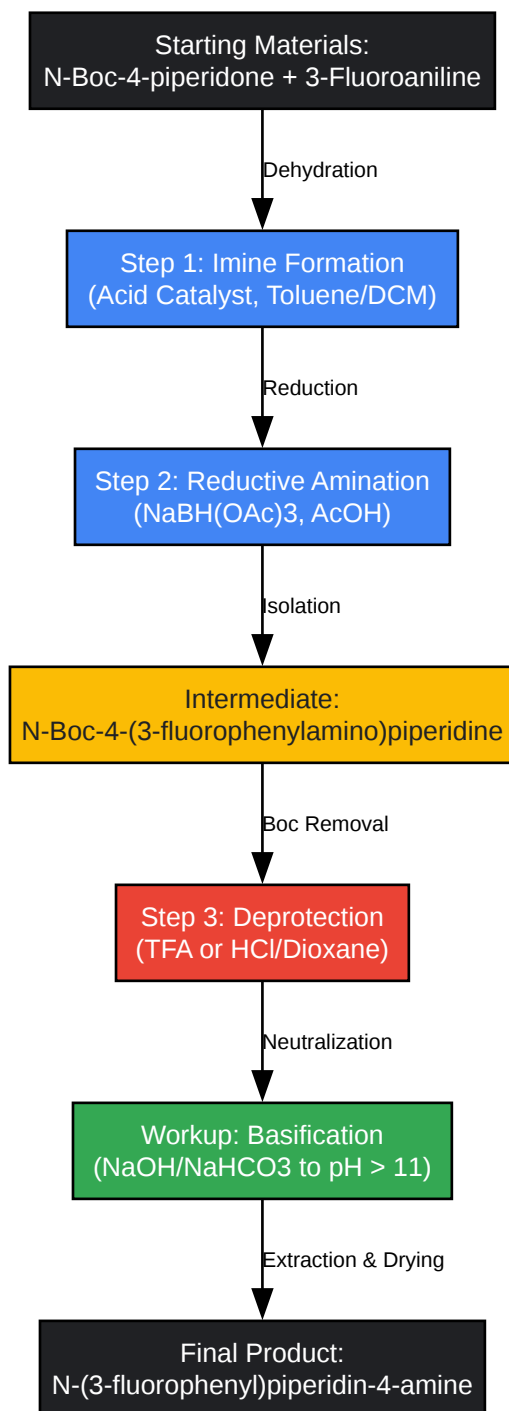 Starting Materials:
N-Boc-4-piperidone + 3-Fluoroaniline
Dehydration
Step 1: Imine Formation
(Acid Catalyst, Toluene/DCM)
Reduction
Step 2: Reductive Amination
(NaBH(OAc)3, AcOH)
Isolation
Intermediate:
N-Boc-4-(3-fluorophenylamino)piperidine
Boc Removal
Step 3: Deprotection
(TFA or HCl/Dioxane)
Neutralization
Workup: Basification
(NaOH/NaHCO3 to pH > 11)
Extraction & Drying
Final Product:
N-(3-fluorophenyl)piperidin-4-amine